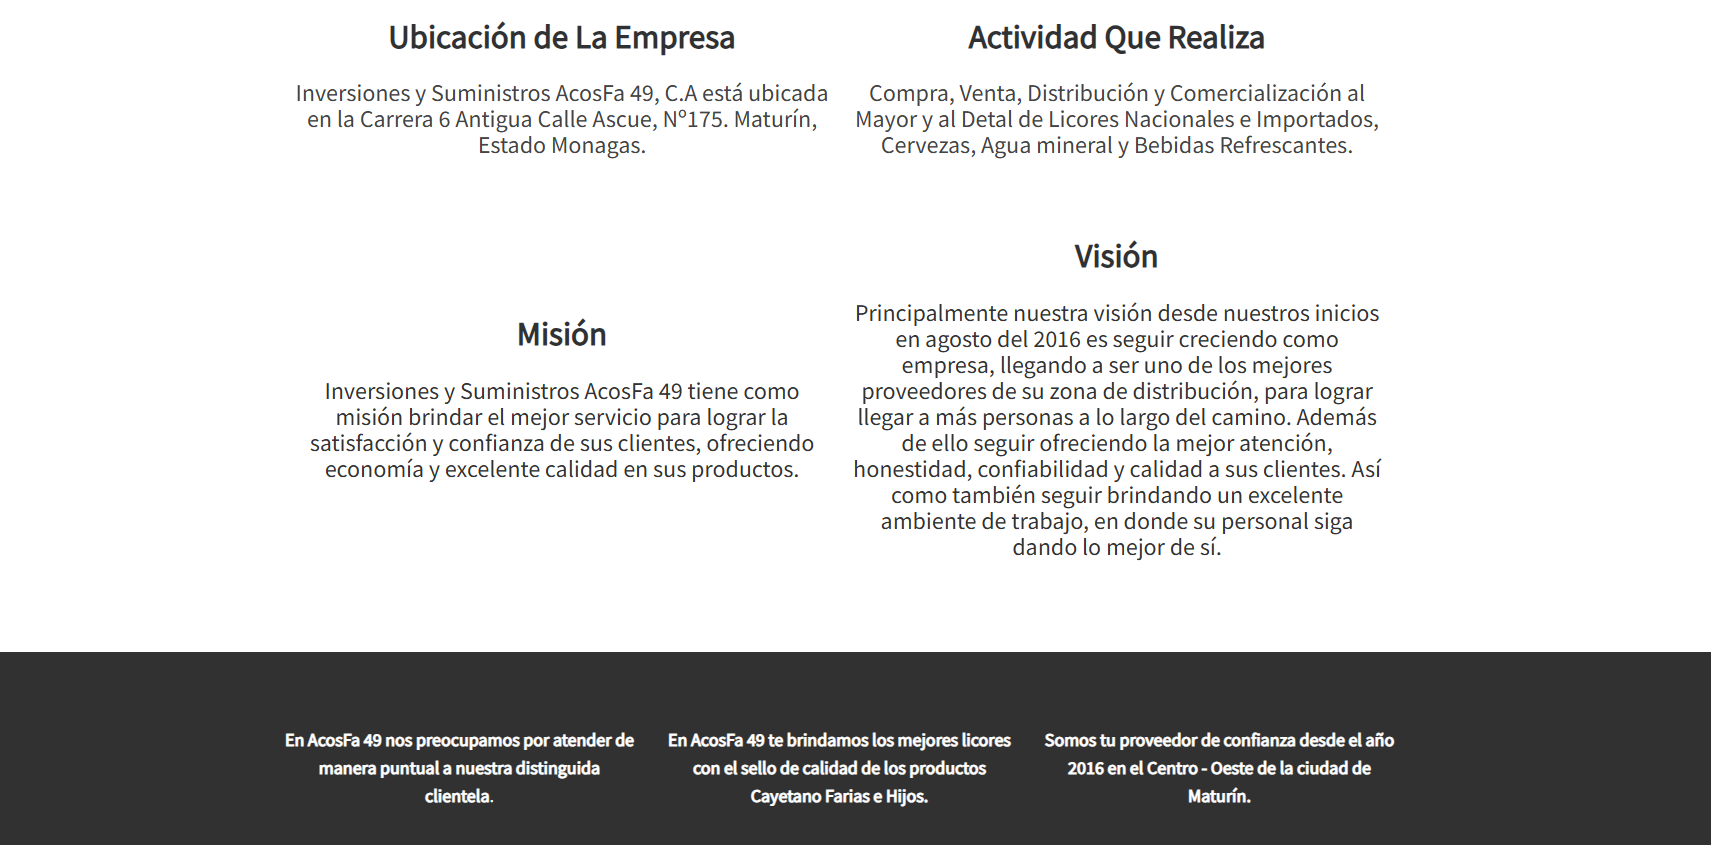 Ubicación de La Empresa
Inversiones y Suministros AcosFa 49, C.A está ubicada
en la Carrera 6 Antigua Calle Ascue, Nº175. Maturín,
Estado Monagas.
Actividad Que Realiza
Compra, Venta, Distribución y Comercialización al
Mayor y al Detal de Licores Nacionales e Importados,
Cervezas, Agua mineral y Bebidas Refrescantes.
Misión
Inversiones y Suministros AcosFa 49 tiene como
misión brindar el mejor servicio para lograr la
satisfacción y confianza de sus clientes, ofreciendo
economía y excelente calidad en sus productos.
Visión
Principalmente nuestra visión desde nuestros inicios
en agosto del 2016 es seguir creciendo como
empresa, llegando a ser uno de los mejores
proveedores de su zona de distribución, para lograr
llegar a más personas a lo largo del camino. Además
de ello seguir ofreciendo la mejor atención,
honestidad, confiabilidad y calidad a sus clientes. Así
como también seguir brindando un excelente
ambiente de trabajo, en donde su personal siga
dando lo mejor de sí.
En AcosFa 49 nos preocupamos por atender de
manera puntual a nuestra distinguida
clientela.
En AcosFa 49 te brindamos los mejores licores
con el sello de calidad de los productos
Cayetano Farias e Hijos.
Somos tu proveedor de confianza desde el año
2016 en el Centro - Oeste de la ciudad de
Maturín.